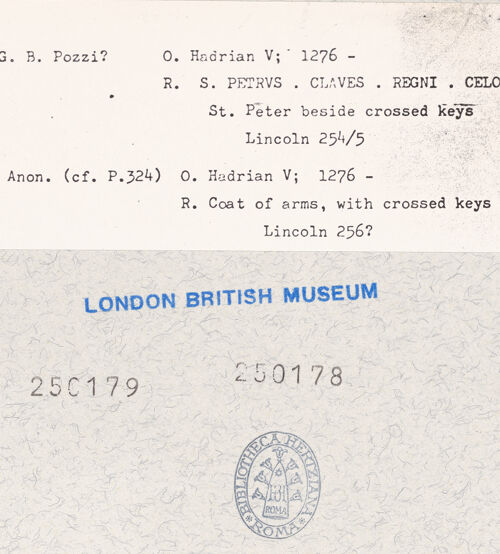 G. B. Pozzi? O. Hadrian V; 1276 -
R. S. PETRVS . CLAVES . REGNI . CELO
St. Peter beside crossed keys
Lincoln 254/5
Anon. (cf. P.324) O. Hadrian V; 1276 -
R. Coat of arms, with crossed keys
Lincoln 256?
LONDON BRITISH MUSEUM
250179 250178
BIBLIOTHECA HERTZIANA
ROMA
ROMA